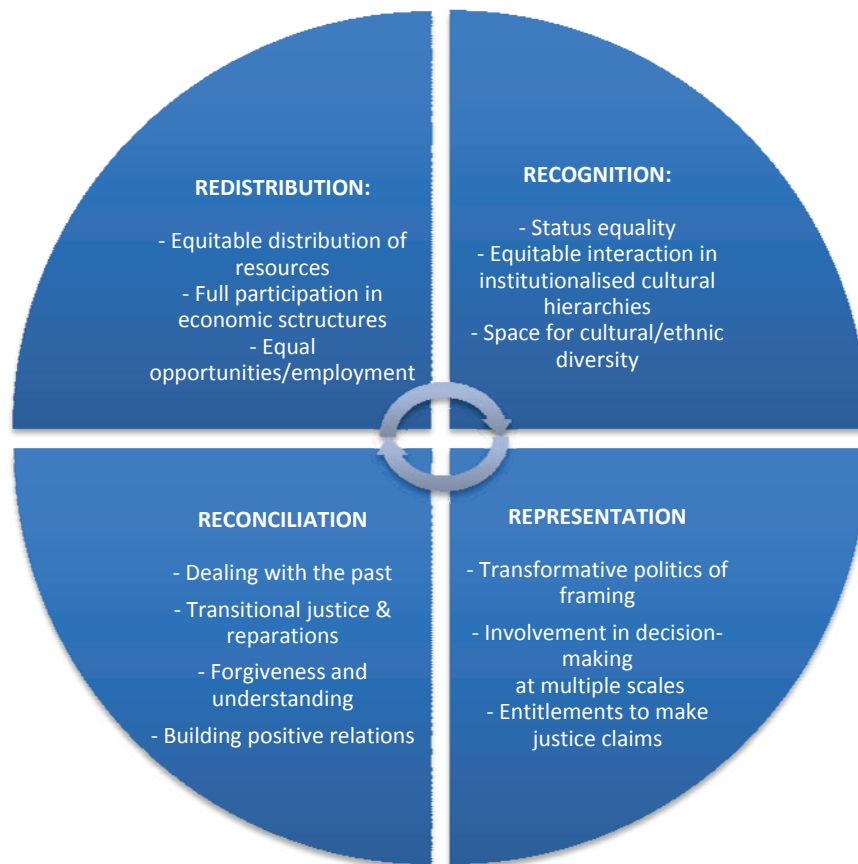 REDISTRIBUTION:
- Equitable distribution of
resources
- Full participation in
economic sctructures
- Equal
opportunities/employment
RECOGNITION:
- Status equality
- Equitable interaction in
institutionalised cultural
hierarchies
- Space for cultural/ethnic
diversity
RECONCILIATION
- Dealing with the past
- Transitional justice &
reparations
- Forgiveness and
understanding
- Building positive relations
REPRESENTATION
- Transformative politics of
framing
- Involvement in decision-
making
at multiple scales
- Entitlements to make
justice claims